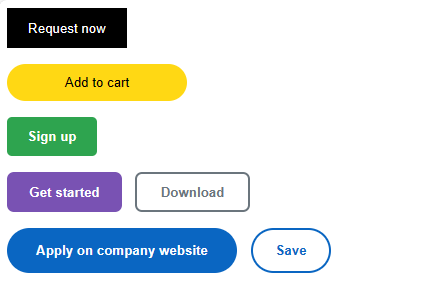 Request now
Add to cart
Sign up
Get started
Download
Apply on company website
Save